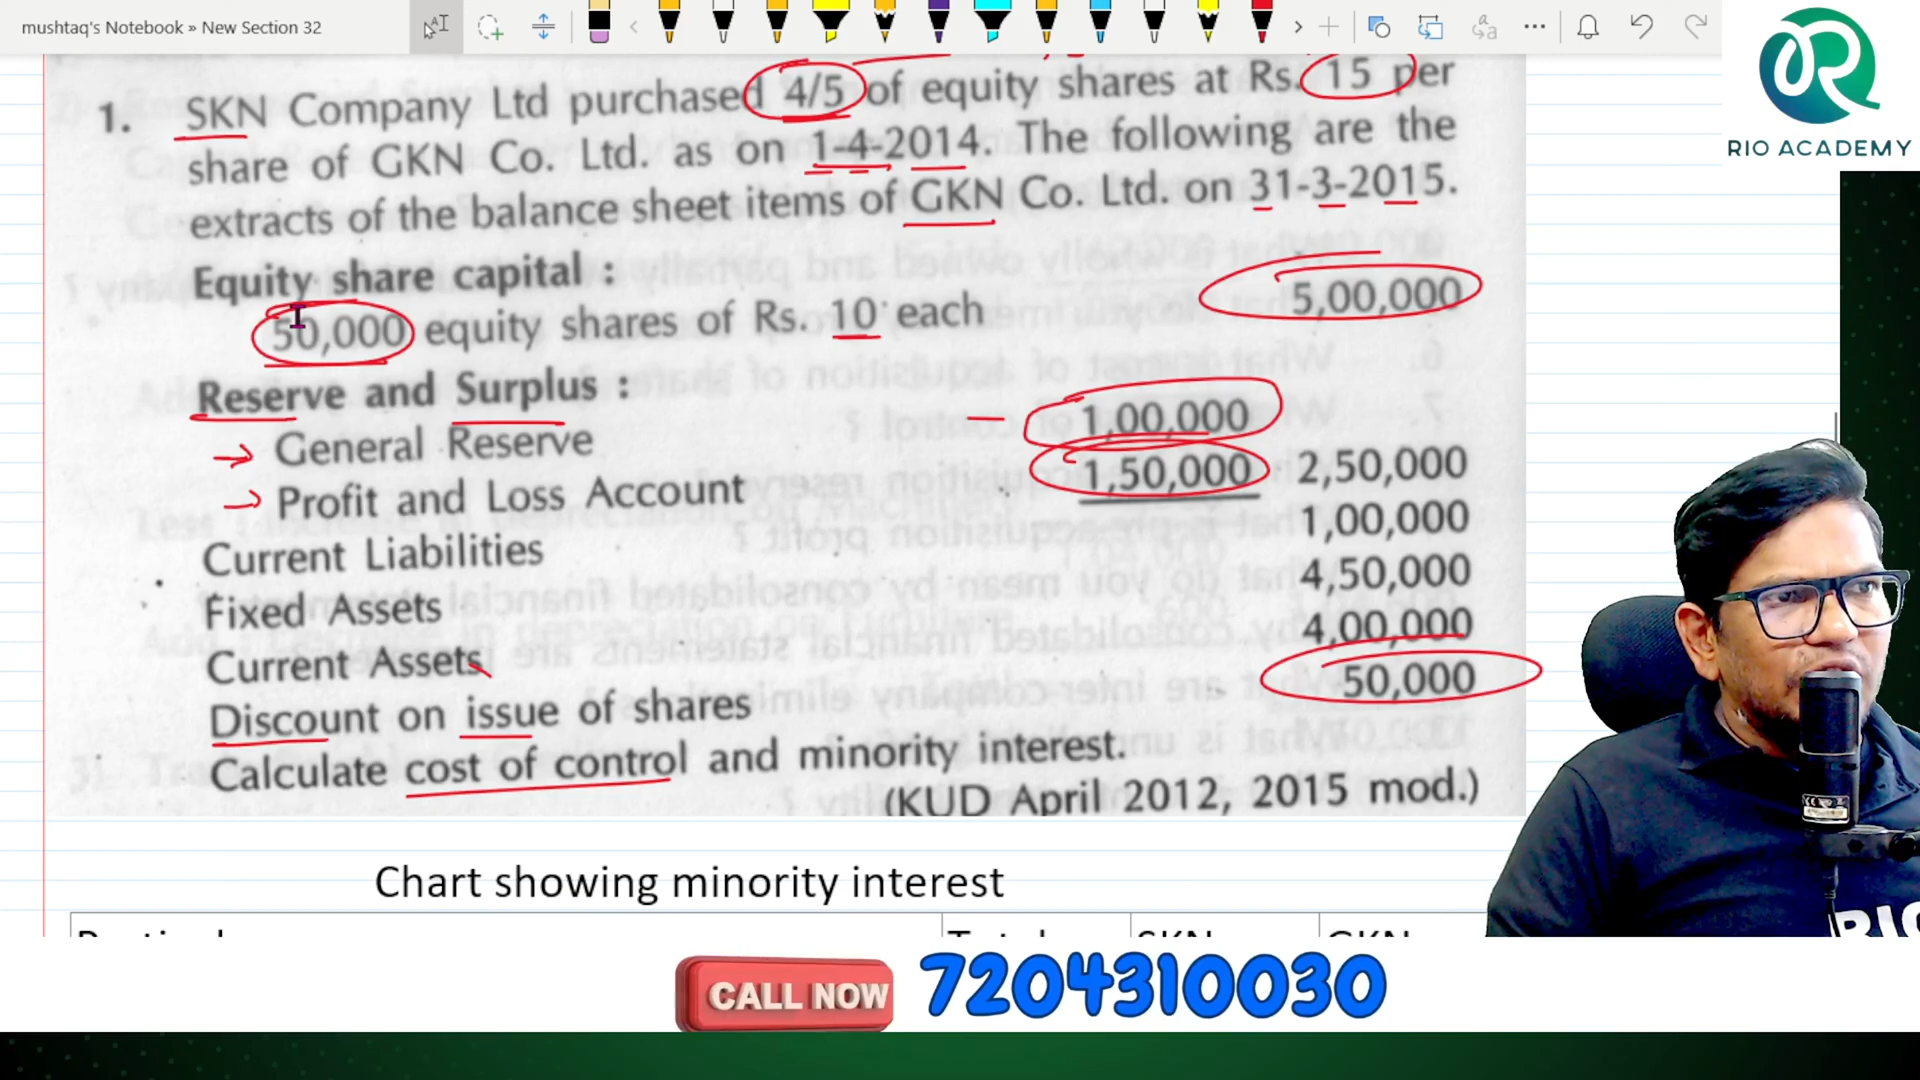 mushtaq's Notebook » New Section 32
RIO ACADEMY
1. SKN Company Ltd purchased 4/5 of equity shares at Rs. 15 per
share of GKN Co. Ltd. as on 1-4-2014. The following are the
extracts of the balance sheet items of GKN Co. Ltd. on 31-3-2015.
Equity share capital :
50,000 equity shares of Rs. 10 each 5,00,000
Reserve and Surplus :
General Reserve 1,00,000
Profit and Loss Account 1,50,000 2,50,000
Current Liabilities 1,00,000
Fixed Assets 4,50,000
Current Assets 4,00,000
Discount on issue of shares 50,000
Calculate cost of control and minority interest.
(KUD April 2012, 2015 mod.)
Chart showing minority interest
SKN GKN
CALL NOW 7204310030